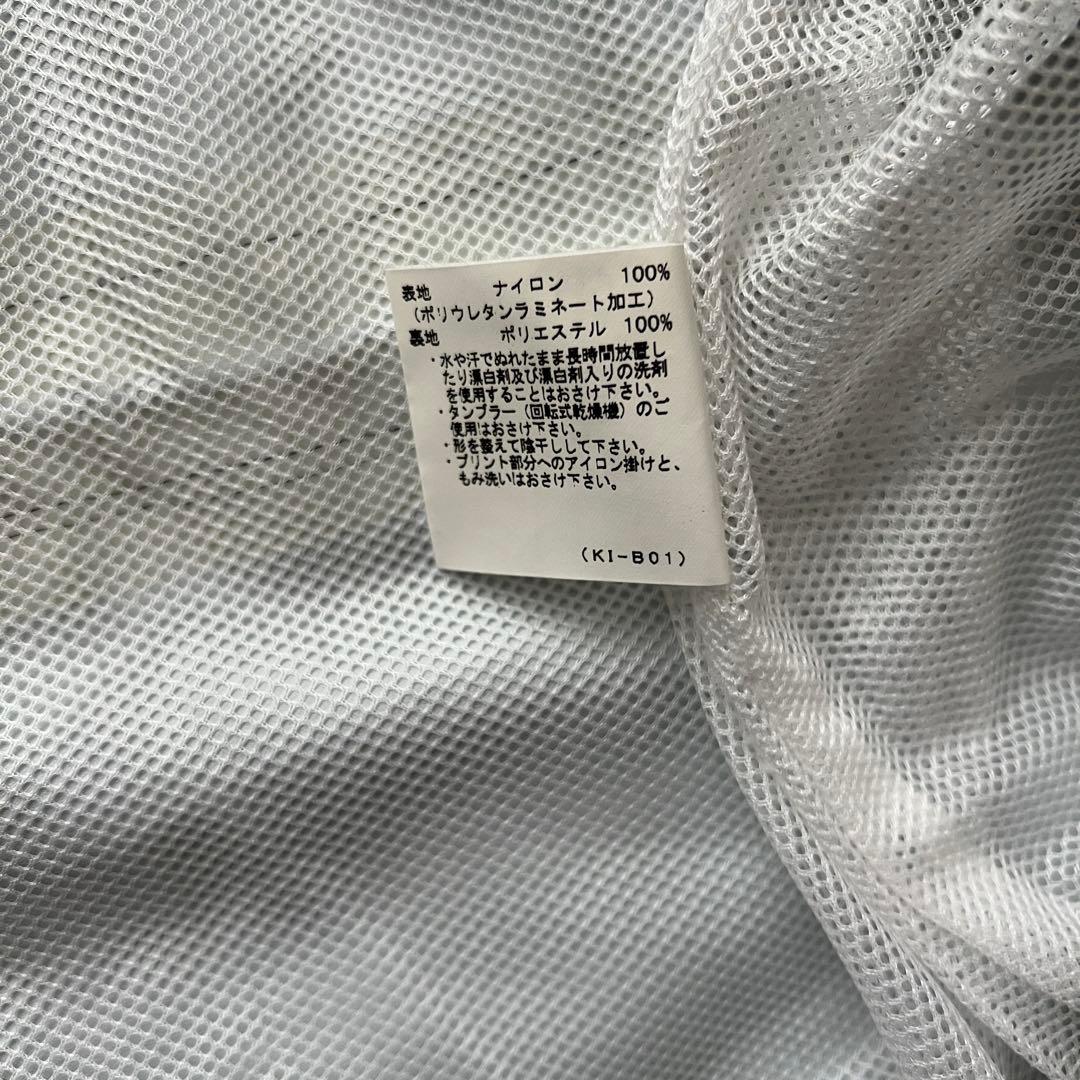 表地 ナイロン 100%
(ポリウレタンラミネート加工)
裏地 ポリエステル 100%
・水や汗でぬれたまま長時間放置し
たり漂白剤及び漂白剤入りの洗剤
を使用することはおさけ下さい。
・タンブラー(回転式乾燥機)のご
使用はおさけ下さい。
・形を整えて陰干しして下さい。
・プリント部分へのアイロン掛けと、
もみ洗いはおさけ下さい。
(KI-B01)